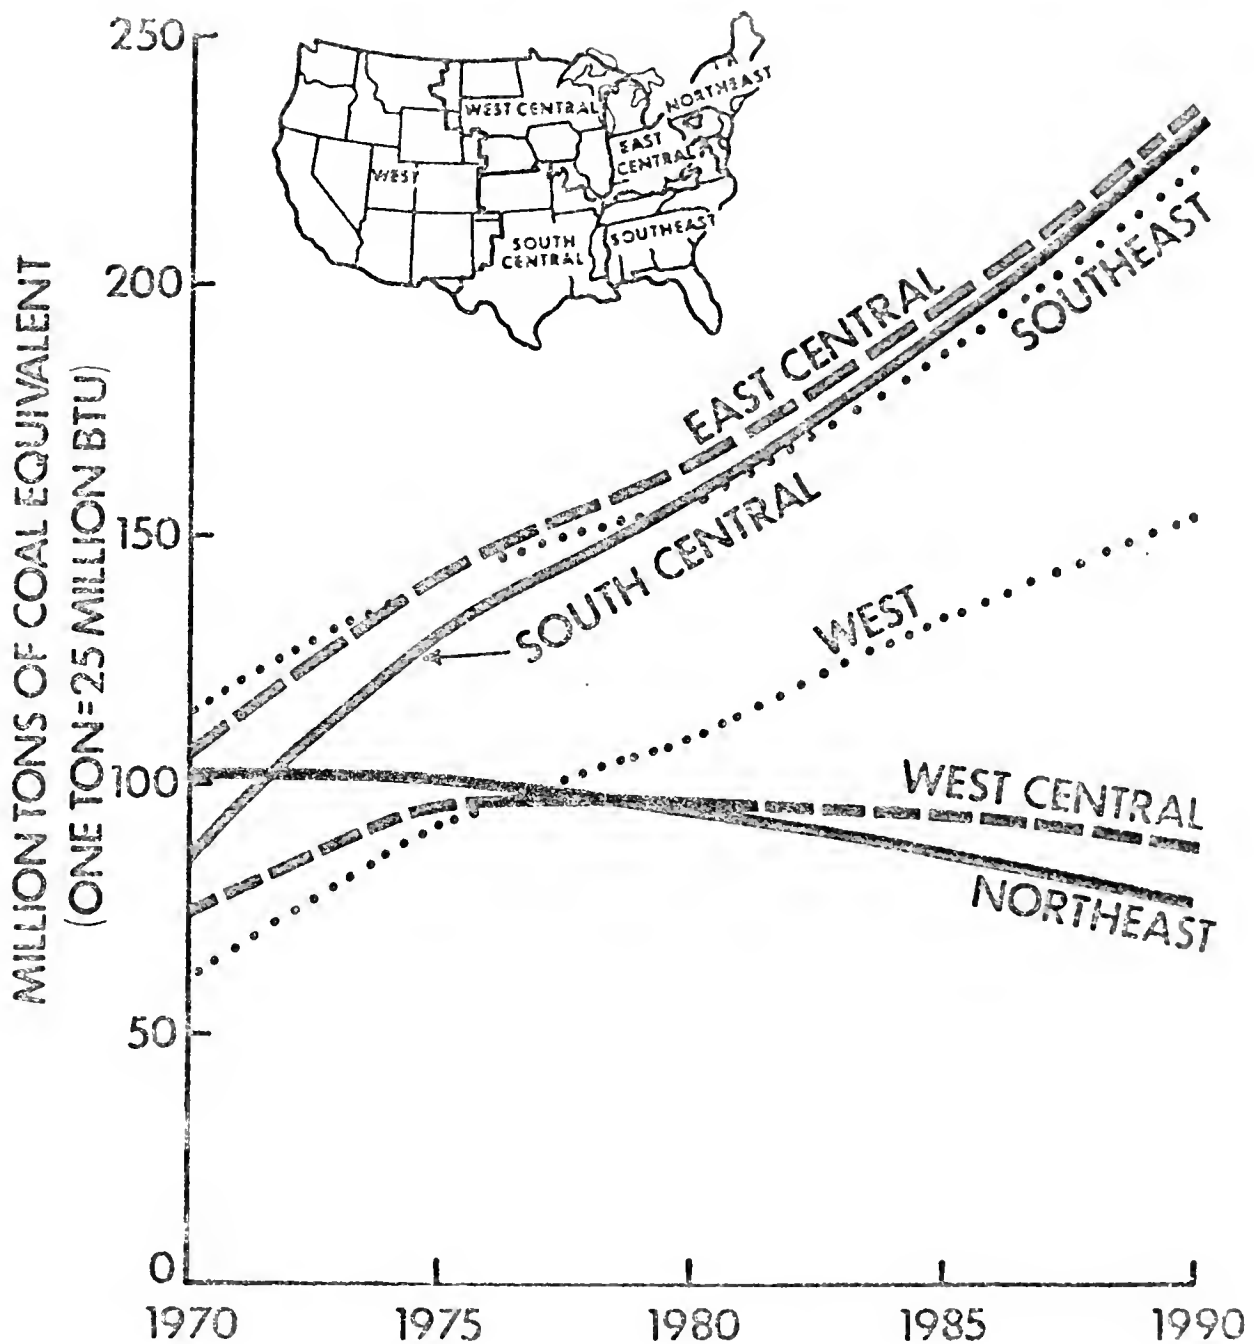 MILLION TONS OF COAL EQUIVALENT
(ONE TON=25 MILLION BTU)
250
200
150
100
50
0
1970
1975
1980
1985
1990
WEST CENTRAL
NORTHEAST
EAST
CENTRAL
WEST
SOUTH
CENTRAL
SOUTHEAST
EAST CENTRAL
SOUTHEAST
SOUTH CENTRAL
WEST
WEST CENTRAL
NORTHEAST